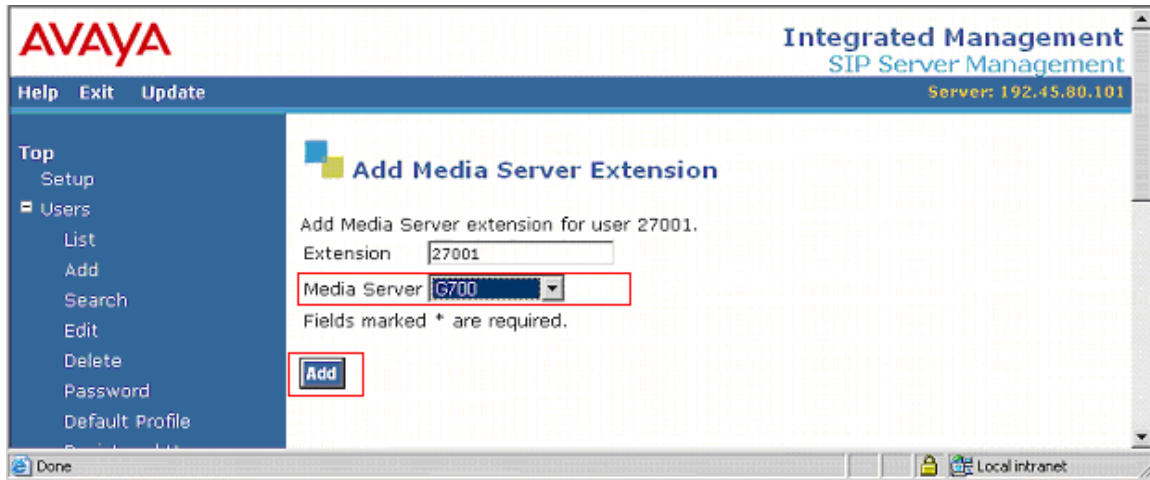 AVAYA
Integrated Management
SIP Server Management
Help Exit Update
Server: 192.45.80.101
Top
Setup
Users
List
Add
Search
Edit
Delete
Password
Default Profile
Add Media Server Extension
Add Media Server extension for user 27001.
Extension 27001
Media Server G700
Fields marked * are required.
Add
Done
Local intranet